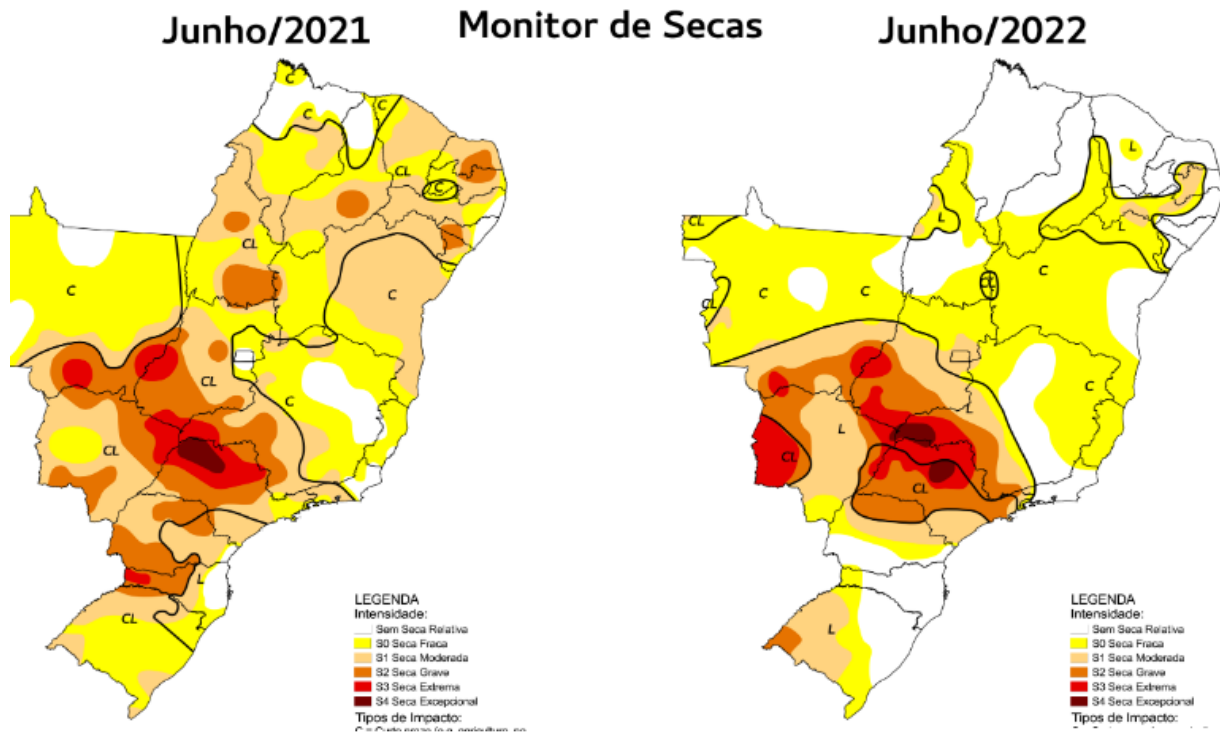 Junho/2021
Monitor de Secas
Junho/2022
C
C
C
CL
C
CL
C
C
CL
C
CL
L
CL
LEGENDA
Intensidade:
Sem Seca Relativa
S0 Seca Fraca
S1 Seca Moderada
S2 Seca Grave
S3 Seca Extrema
S4 Seca Excepcional
Tipos de Impacto:
L
CL
L
L
C
CL
CL
C
C
C
L
CL
CL
L
LEGENDA
Intensidade:
Sem Seca Relativa
S0 Seca Fraca
S1 Seca Moderada
S2 Seca Grave
S3 Seca Extrema
S4 Seca Excepcional
Tipos de Impacto: